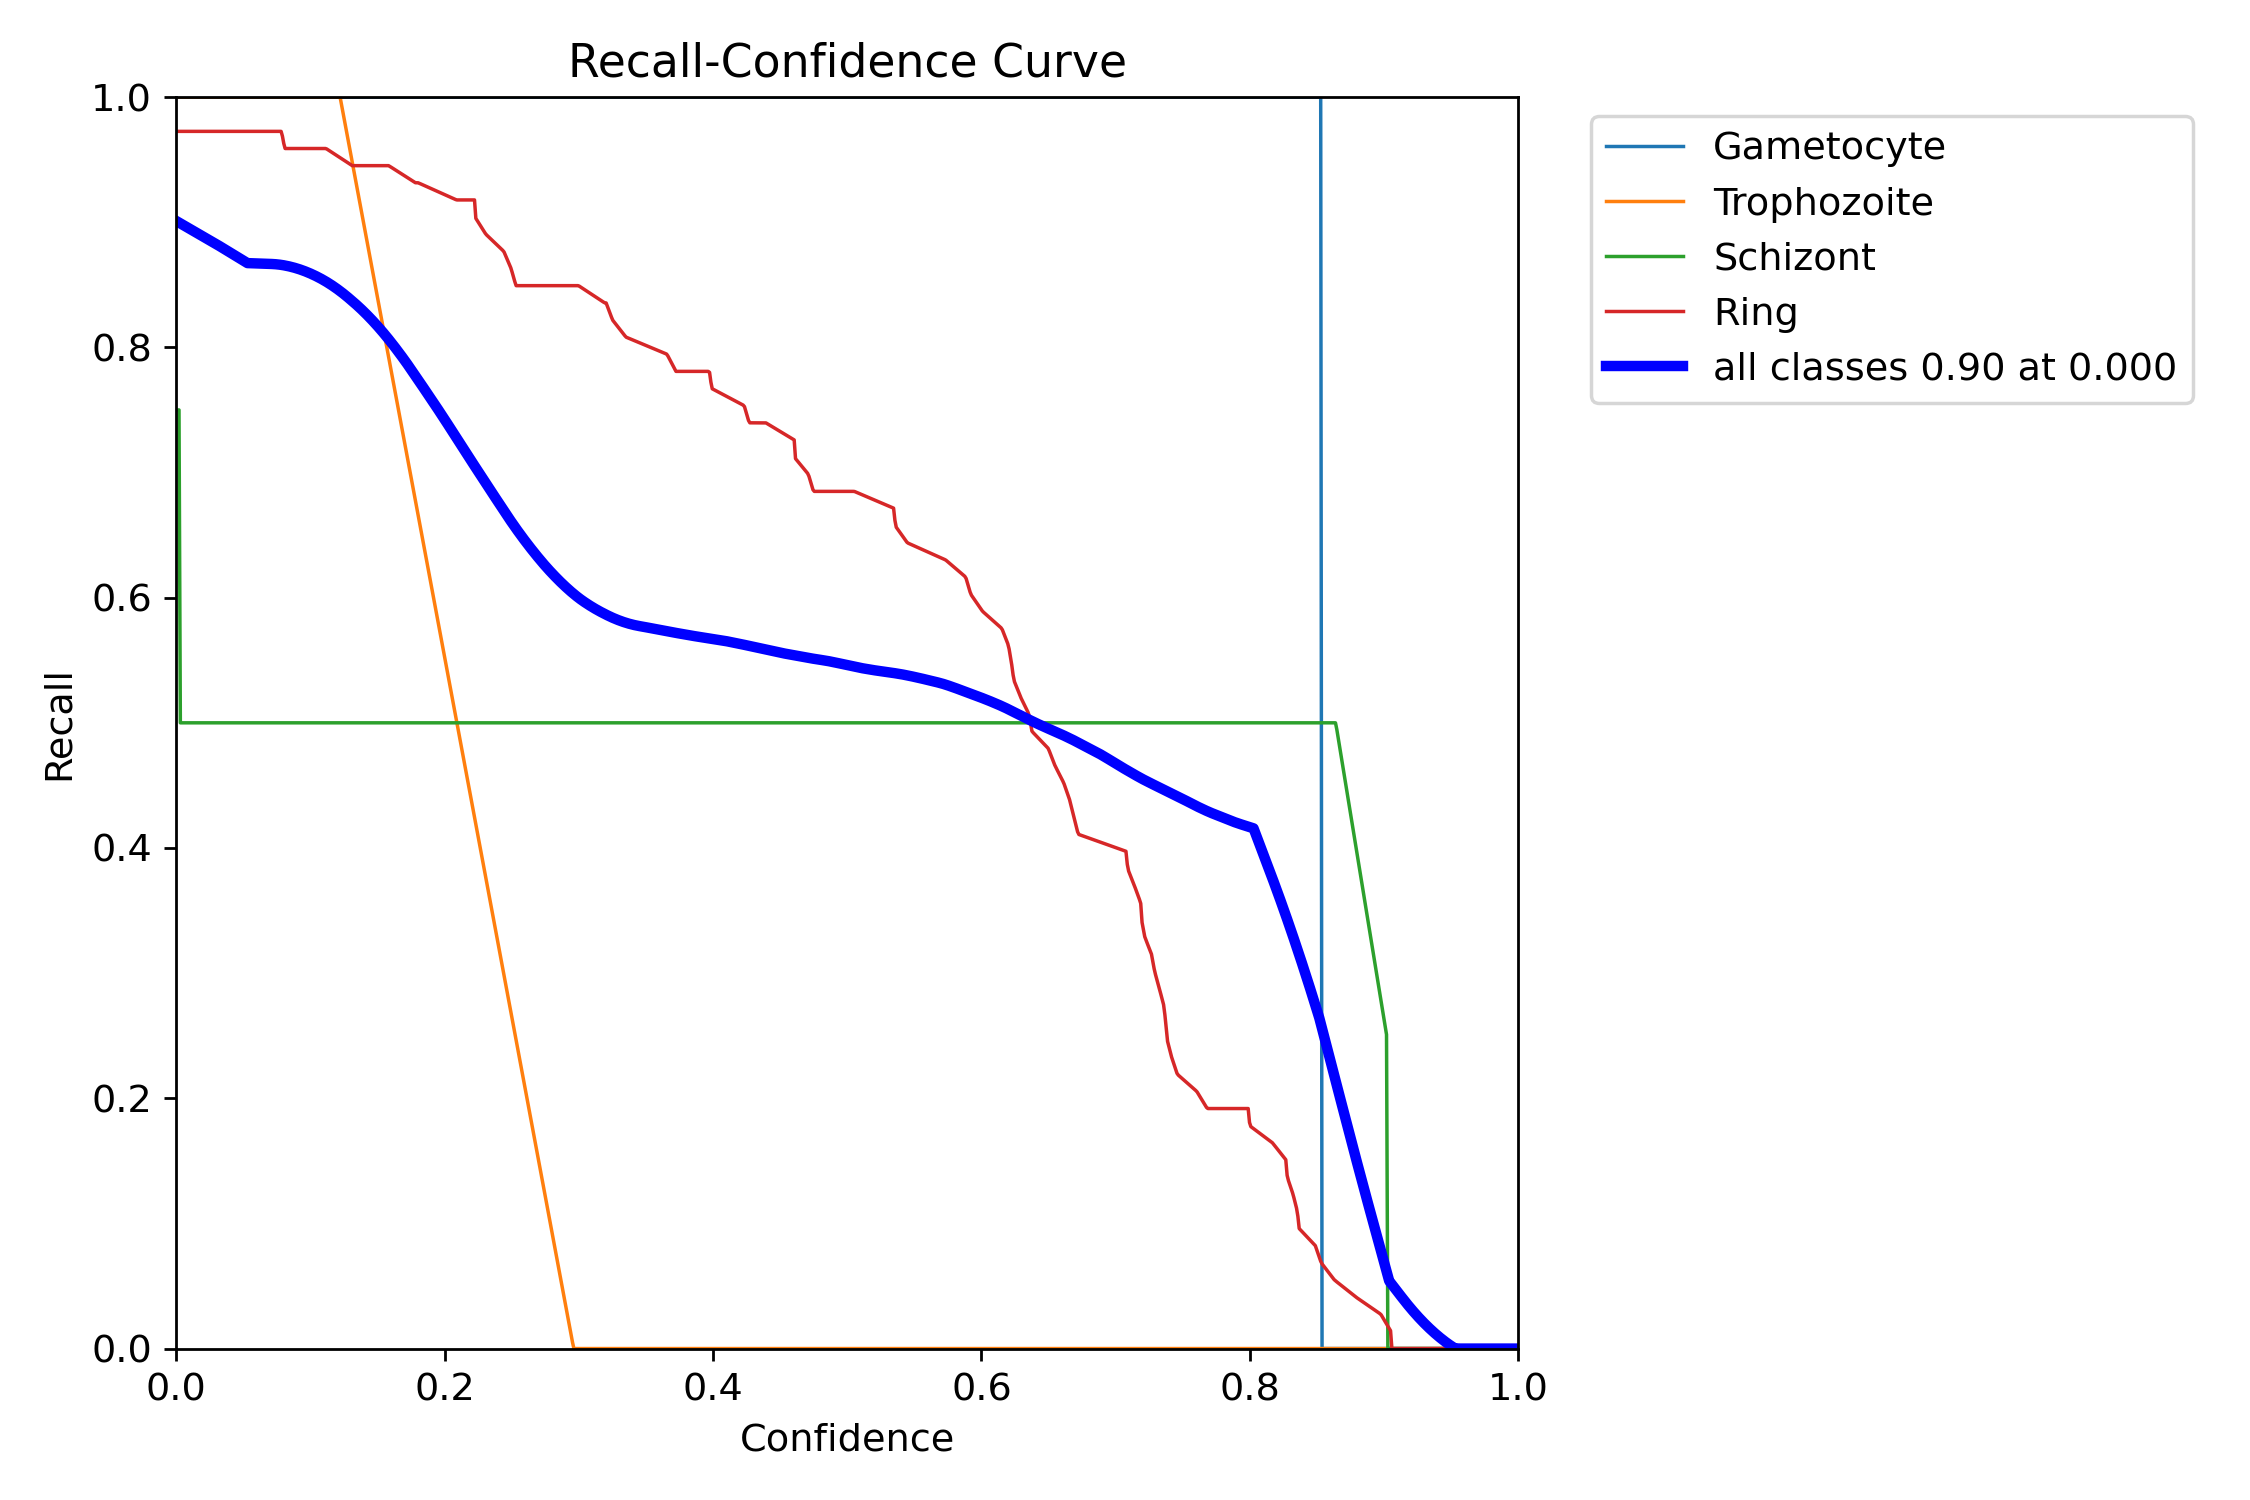 Recall-Confidence Curve
1.0
0.8
0.6
0.4
0.2
0.0
Recall
0.0 0.2 0.4 0.6 0.8 1.0
Confidence
Gametocyte
Trophozoite
Schizont
Ring
all classes 0.90 at 0.000